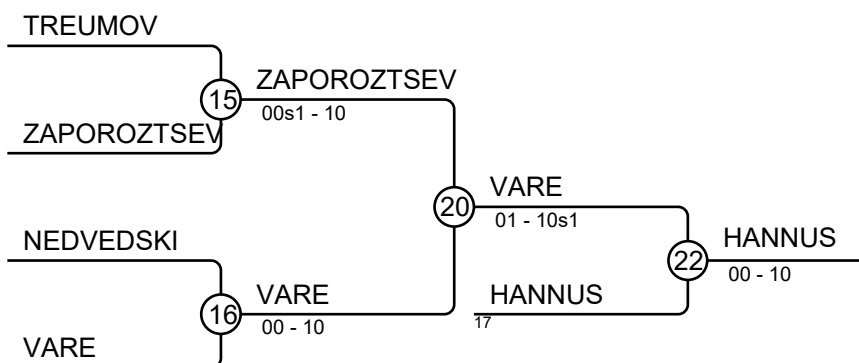 TREUMOV
15
ZAPOROZTSEV
00s1 - 10
ZAPOROZTSEV
20
VARE
01 - 10s1
NEDVEDSKI
16
VARE
00 - 10
VARE
HANNUS
17
22
HANNUS
00 - 10